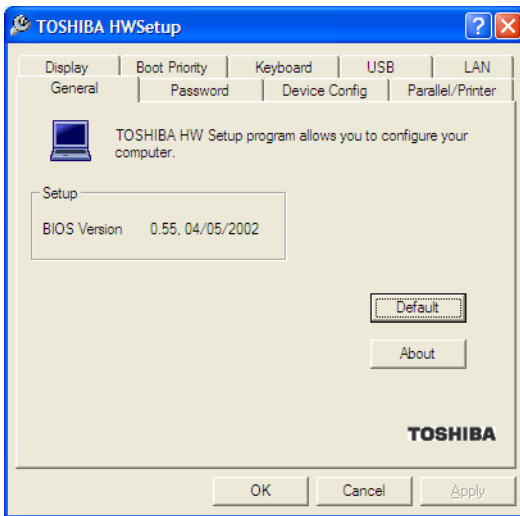 TOSHIBA HWSetup
Display Boot Priority Keyboard USB LAN
General Password Device Config Parallel/Printer
TOSHIBA HW Setup program allows you to configure your
computer.
Setup
BIOS Version 0.55, 04/05/2002
Default
About
TOSHIBA
OK Cancel Apply